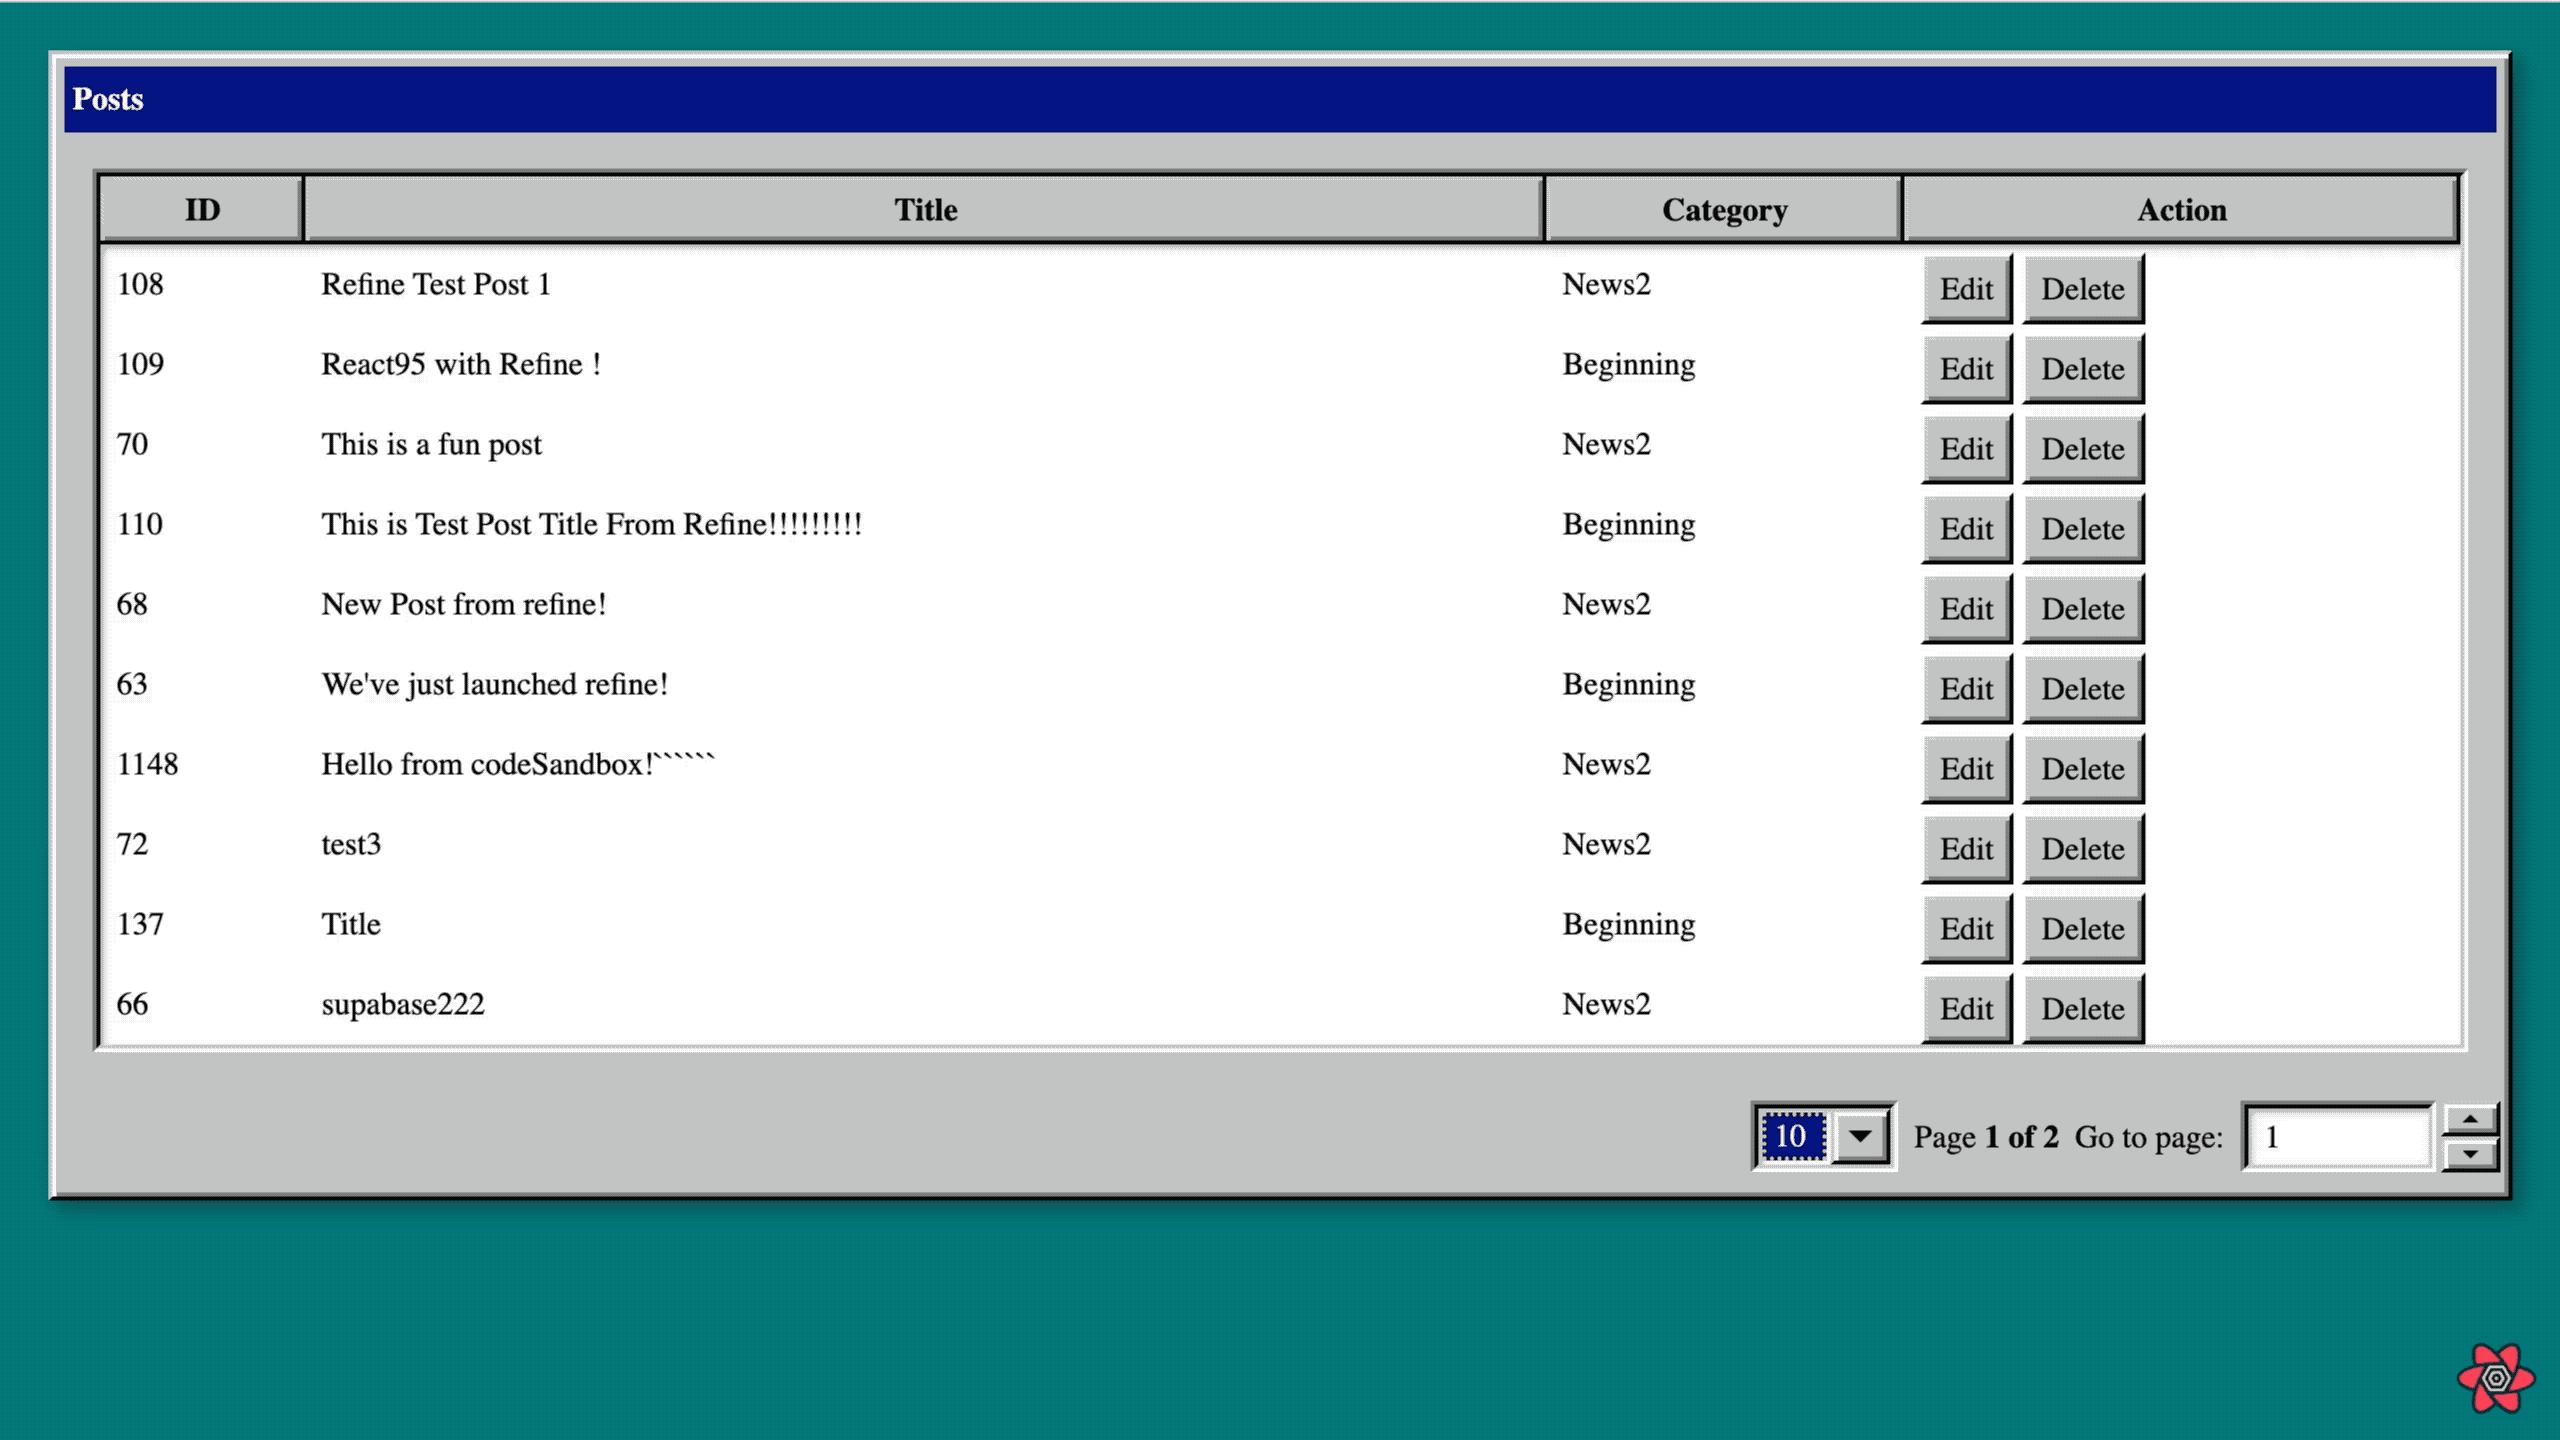 Posts
ID Title Category Action
108 Refine Test Post 1 News2 Edit Delete
109 React95 with Refine ! Beginning Edit Delete
70 This is a fun post News2 Edit Delete
110 This is Test Post Title From Refine!!!!!!!!! Beginning Edit Delete
68 New Post from refine! News2 Edit Delete
63 We've just launched refine! Beginning Edit Delete
1148 Hello from codeSandbox!`````` News2 Edit Delete
72 test3 News2 Edit Delete
137 Title Beginning Edit Delete
66 supabase222 News2 Edit Delete
10 Page 1 of 2 Go to page: 1